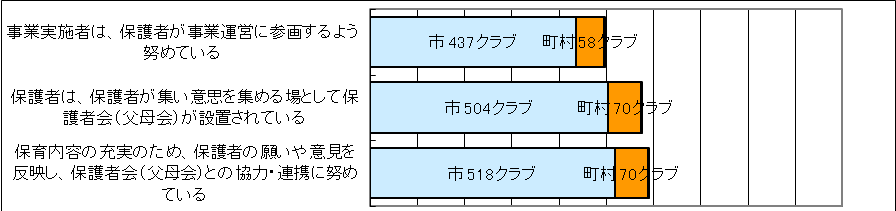 事業実施者は、保護者が事業運営に参画するよう
努めている
市 437クラブ
町村 58クラブ
保護者は、保護者が集い意思を集める場として保
護者会（父母会）が設置されている
市 504クラブ
町村 70クラブ
保育内容の充実のため、保護者の願いや意見を
反映し、保護者会（父母会）との協力・連携に努め
ている
市 518クラブ
町村 70クラブ